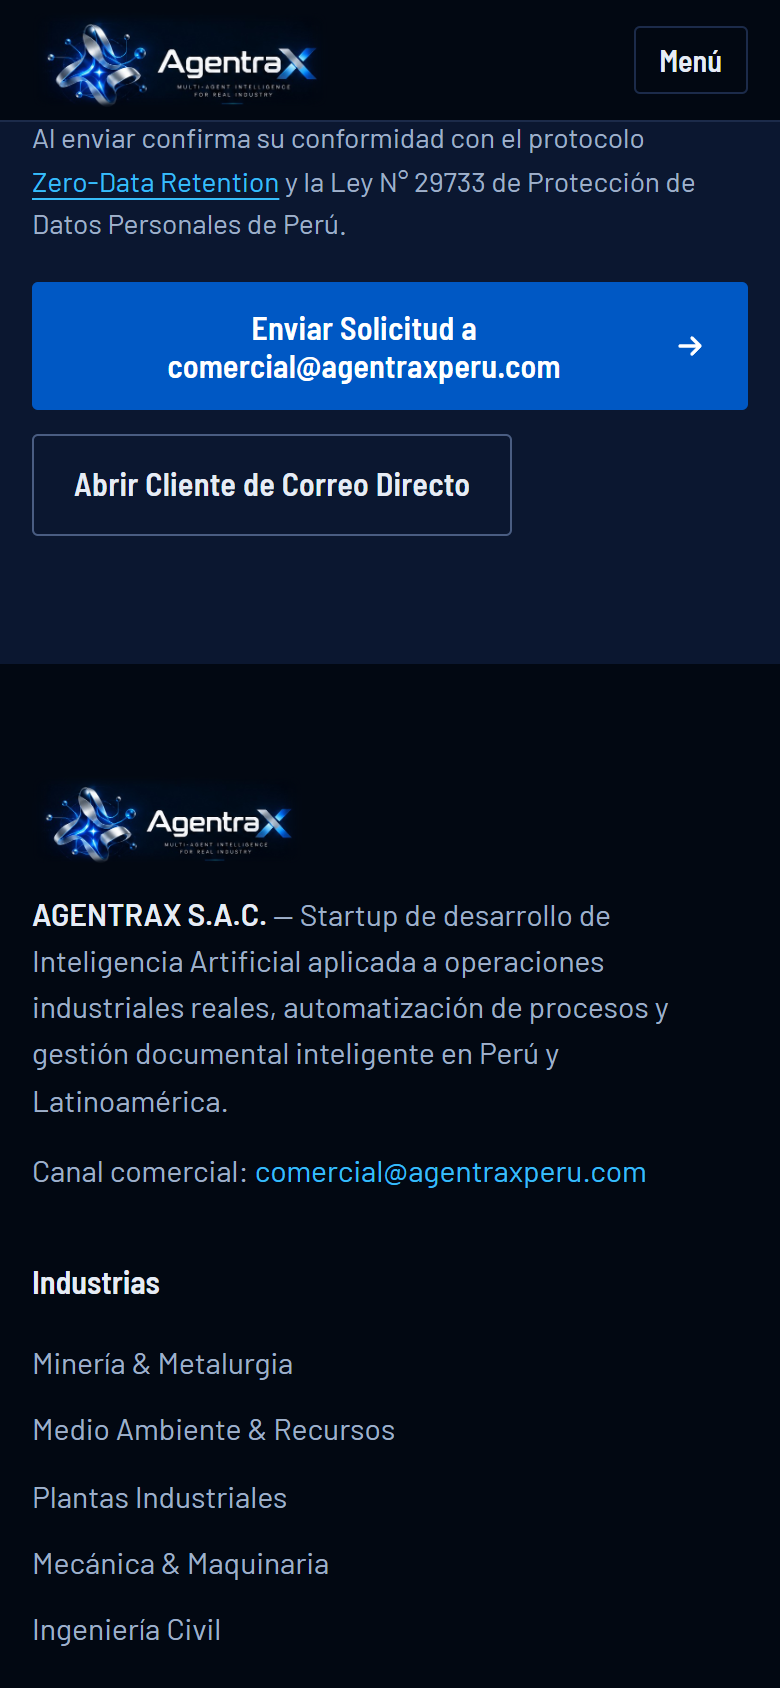 AgentraX
MULTI-AGENT INTELLIGENCE
FOR REAL INDUSTRY
Menú
Al enviar confirma su conformidad con el protocolo
Zero-Data Retention y la Ley N° 29733 de Protección de
Datos Personales de Perú.
Enviar Solicitud a
comercial@agentraxperu.com
Abrir Cliente de Correo Directo
AgentraX
MULTI-AGENT INTELLIGENCE
FOR REAL INDUSTRY
AGENTRAX S.A.C. — Startup de desarrollo de
Inteligencia Artificial aplicada a operaciones
industriales reales, automatización de procesos y
gestión documental inteligente en Perú y
Latinoamérica.
Canal comercial: comercial@agentraxperu.com
Industrias
Minería & Metalurgia
Medio Ambiente & Recursos
Plantas Industriales
Mecánica & Maquinaria
Ingeniería Civil